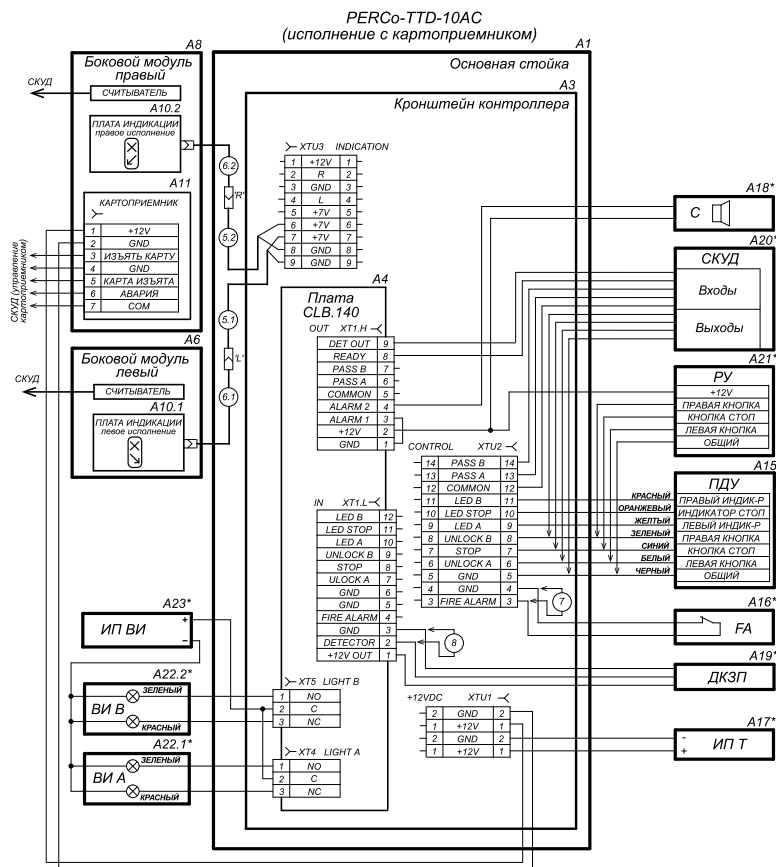 PERCo-TTD-10AC
(исполнение с картоприемником)
A1
Основная стойка
A3
Кронштейн контроллера
A8
Боковой модуль
правый
СКУД
СЧИТЫВАТЕЛЬ
A10.2
ПЛАТА ИНДИКАЦИИ
правое исполнение
A11
КАРТОПРИЕМНИК
1 +12V
2 GND
3 ИЗЪЯТЬ КАРТУ
4 GND
5 КАРТА ИЗЪЯТА
6 АВАРИЯ
7 COM
СКУД (управление
картоприемником)
6.2
'R'
5.2
5.1
'L'
6.1
A6
Боковой модуль
левый
СКУД
СЧИТЫВАТЕЛЬ
A10.1
ПЛАТА ИНДИКАЦИИ
левое исполнение
XTU3 INDICATION
1 +12V 1
2 R 2
3 GND 3
4 L 4
5 +7V 5
6 +7V 6
7 +7V 7
8 GND 8
9 GND 9
A4
Плата
CLB.140
OUT XT1.H
DET OUT 9
READY 8
PASS B 7
PASS A 6
COMMON 5
ALARM 2 4
ALARM 1 3
+12V 2
GND 1
CONTROL XTU2
14 PASS B 14
13 PASS A 13
12 COMMON 12
11 LED B 11
10 LED STOP 10
9 LED A 9
8 UNLOCK B 8
7 STOP 7
6 UNLOCK A 6
5 GND 5
4 GND 4
3 FIRE ALARM 3
7
IN XT1.L
LED B 12
LED STOP 11
LED A 10
UNLOCK B 9
STOP 8
ULOCK A 7
GND 6
GND 5
FIRE ALARM 4
GND 3
DETECTOR 2
+12V OUT 1
8
A18*
C
A20*
СКУД
Входы
Выходы
A21*
РУ
+12V
ПРАВАЯ КНОПКА
КНОПКА СТОП
ЛЕВАЯ КНОПКА
ОБЩИЙ
A15
ПДУ
КРАСНЫЙ ПРАВЫЙ ИНДИК-Р
ОРАНЖЕВЫЙ ИНДИКАТОР СТОП
ЖЕЛТЫЙ ЛЕВЫЙ ИНДИК-Р
ЗЕЛЕНЫЙ ПРАВАЯ КНОПКА
СИНИЙ КНОПКА СТОП
БЕЛЫЙ ЛЕВАЯ КНОПКА
ЧЕРНЫЙ ОБЩИЙ
A16*
FA
A19*
ДКЗП
A17*
- +
ИП Т
A23*
ИП ВИ
+
–
A22.2*
ВИ B
ЗЕЛЕНЫЙ
КРАСНЫЙ
A22.1*
ВИ A
ЗЕЛЕНЫЙ
КРАСНЫЙ
XT5 LIGHT B
1 NO
2 C
3 NC
XT4 LIGHT A
1 NO
2 C
3 NC
+12VDC XTU1
2 GND 2
1 +12V 1
2 GND 2
1 +12V 1